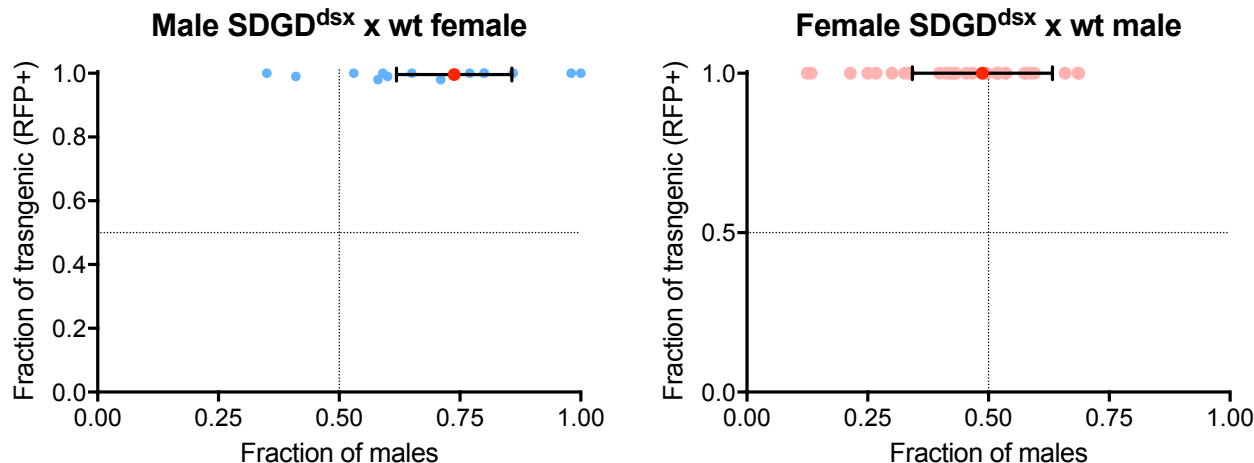 Male SDGDdsx x wt female
Fraction of trasngenic (RFP+)
1.0
0.8
0.6
0.4
0.2
0.0
0.00 0.25 0.50 0.75 1.00
Fraction of males
Female SDGDdsx x wt male
Fraction of trasngenic (RFP+)
1.0
0.5
0.0
0.00 0.25 0.50 0.75 1.00
Fraction of males